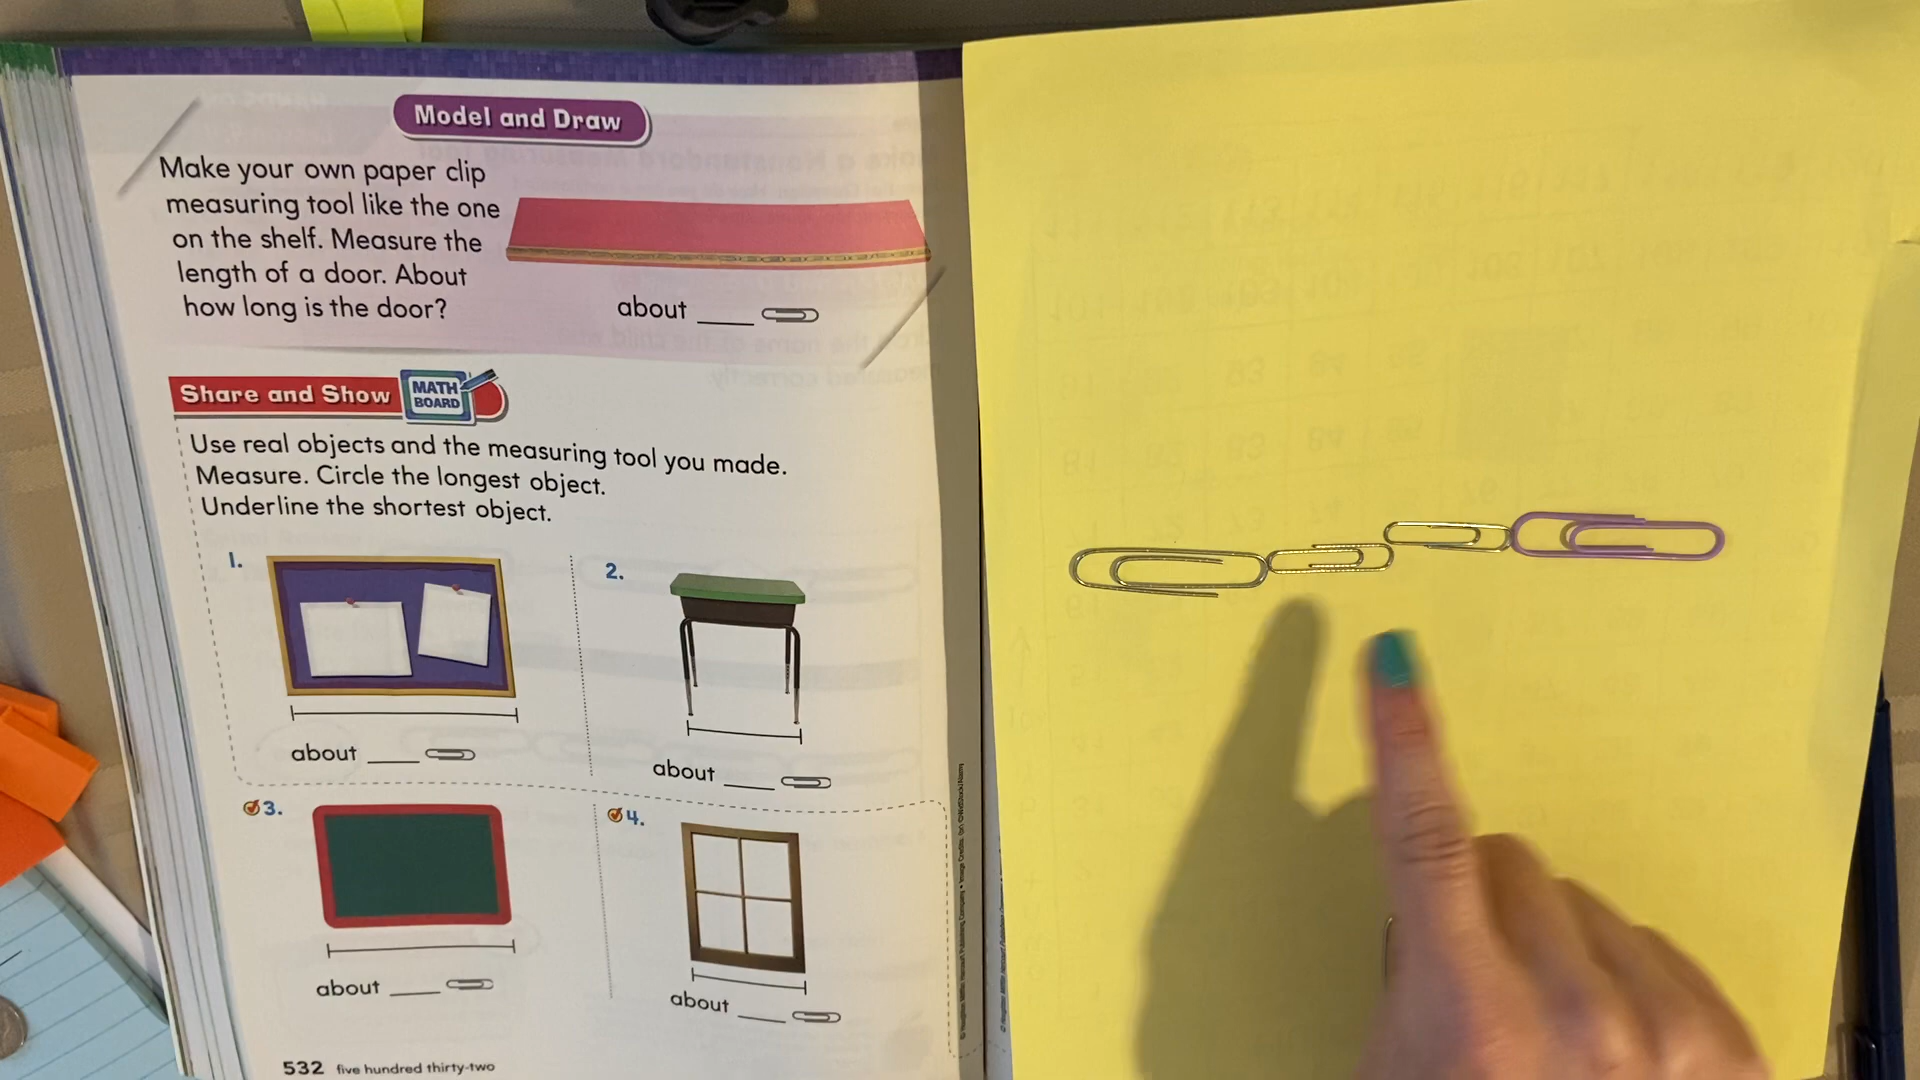 Model and Draw
Make your own paper clip
measuring tool like the one
on the shelf. Measure the
length of a door. About
how long is the door?
about ____
Share and Show
MATH
BOARD
Use real objects and the measuring tool you made.
Measure. Circle the longest object.
Underline the shortest object.
1.
about ____
2.
about ____
3.
about ____
4.
about ____
532 five hundred thirty-two